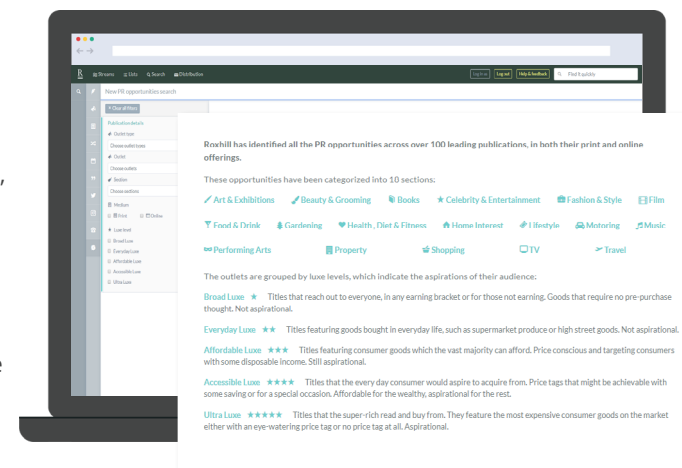 R Streams Lists Search Distribution Log in as Log out Help & feedback Find it quickly
New PR opportunities search
Clear all filters
Publication details
Outlet type
Choose outlet types
Outlet
Choose outlets
Section
Choose sections
Medium
Print Online
Luxe level
Broad Luxe
Everyday Luxe
Affordable Luxe
Accessible Luxe
Ultra Luxe
Roxhill has identified all the PR opportunities across over 100 leading publications, in both their print and online
offerings.
These opportunities have been categorized into 18 sections:
Art & Exhibitions Beauty & Grooming Books Celebrity & Entertainment Fashion & Style Film
Food & Drink Gardening Health, Diet & Fitness Home Interest Lifestyle Motoring Music
Performing Arts Property Shopping TV Travel
The outlets are grouped by luxe levels, which indicate the aspirations of their audience:
Broad Luxe ★ Titles that reach out to everyone, in any earning bracket or for those not earning. Goods that require no pre-purchase
thought. Not aspirational.
Everyday Luxe ★★ Titles featuring goods bought in everyday life, such as supermarket produce or high street goods. Not aspirational.
Affordable Luxe ★★★ Titles featuring consumer goods which the vast majority can afford. Price conscious and targeting consumers
with some disposable income. Still aspirational.
Accessible Luxe ★★★★ Titles that the every day consumer would aspire to acquire from. Price tags that might be achievable with
some saving or for a special occasion. Affordable for the wealthy, aspirational for the rest.
Ultra Luxe ★★★★★ Titles that the super-rich read and buy from. They feature the most expensive consumer goods on the market
either with an eye-watering price tag or no price tag at all. Aspirational.